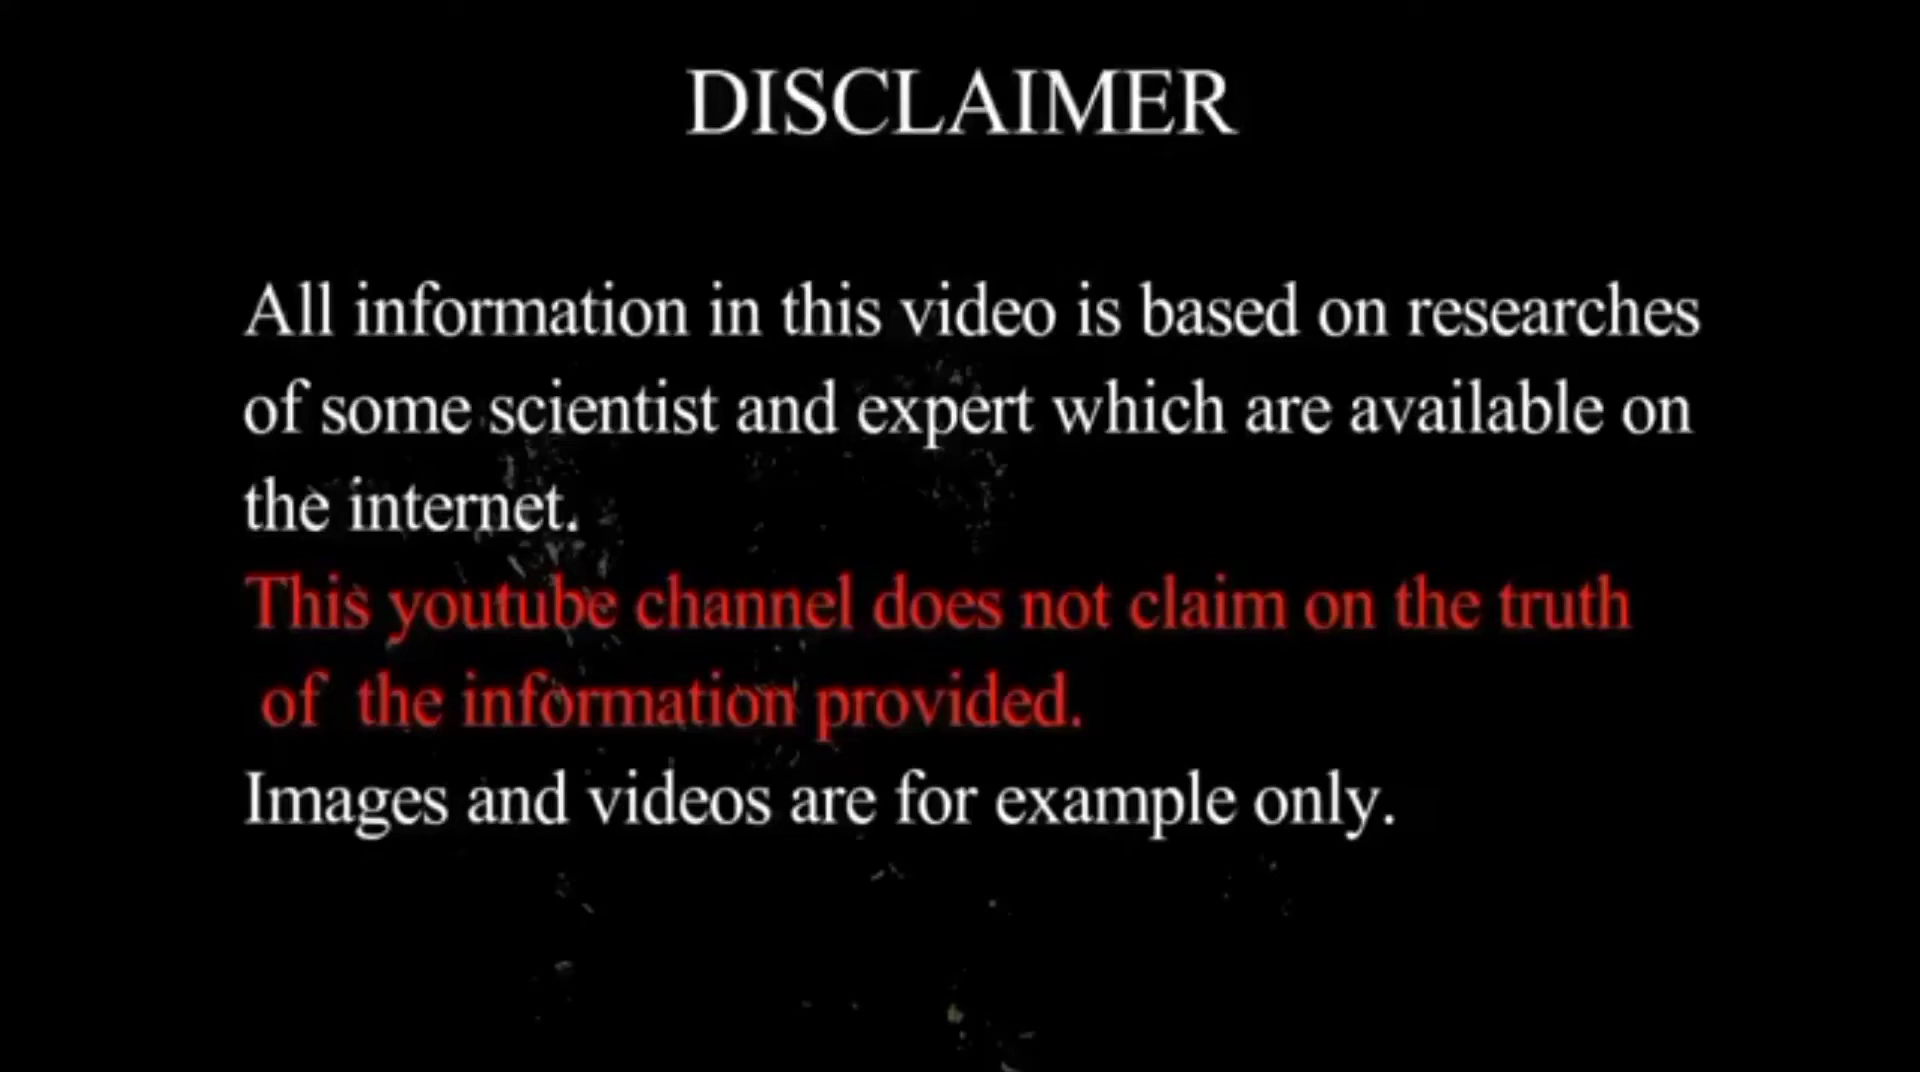 DISCLAIMER
All information in this video is based on researches
of some scientist and expert which are available on
the internet.
This youtube channel does not claim on the truth
of the information provided.
Images and videos are for example only.